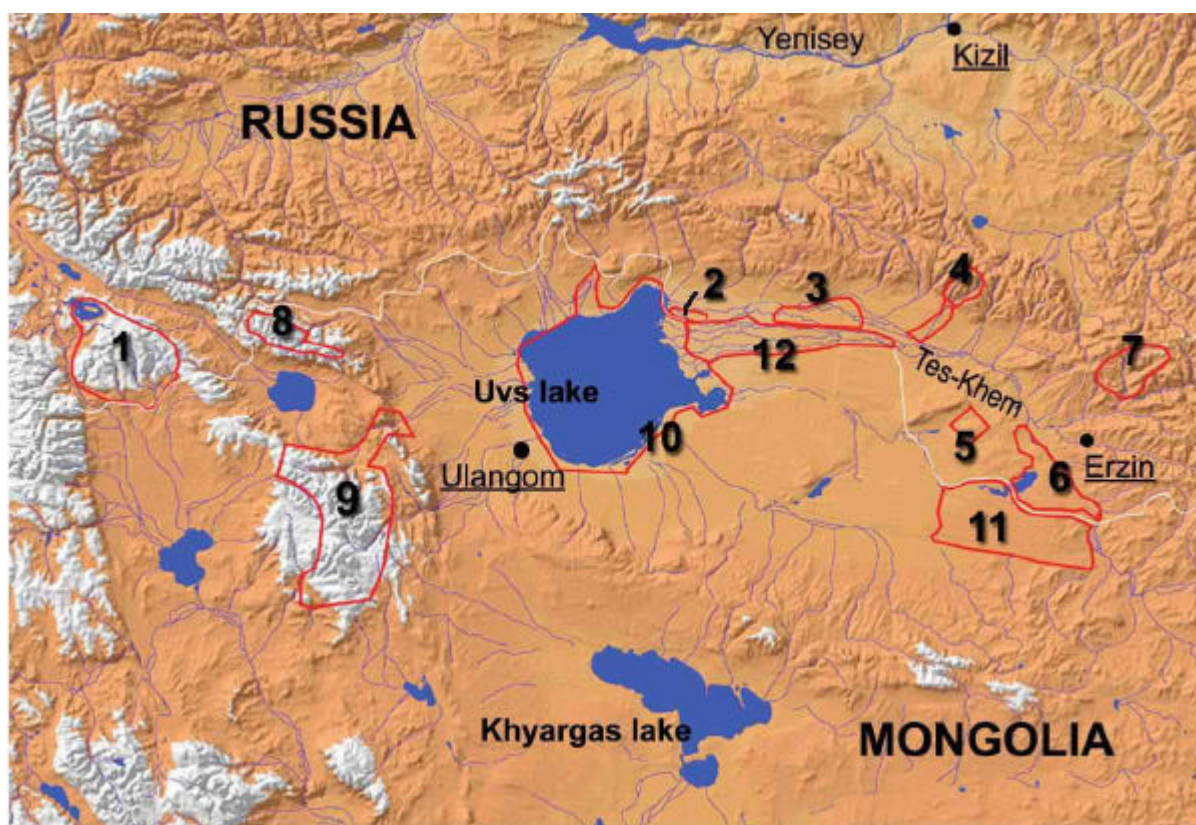 Yenisey
Kizil
RUSSIA
4
2
3
8
1
7
12
Tes-Khem
Uvs lake
10
5
Ulangom
Erzin
6
9
11
Khyargas lake
MONGOLIA